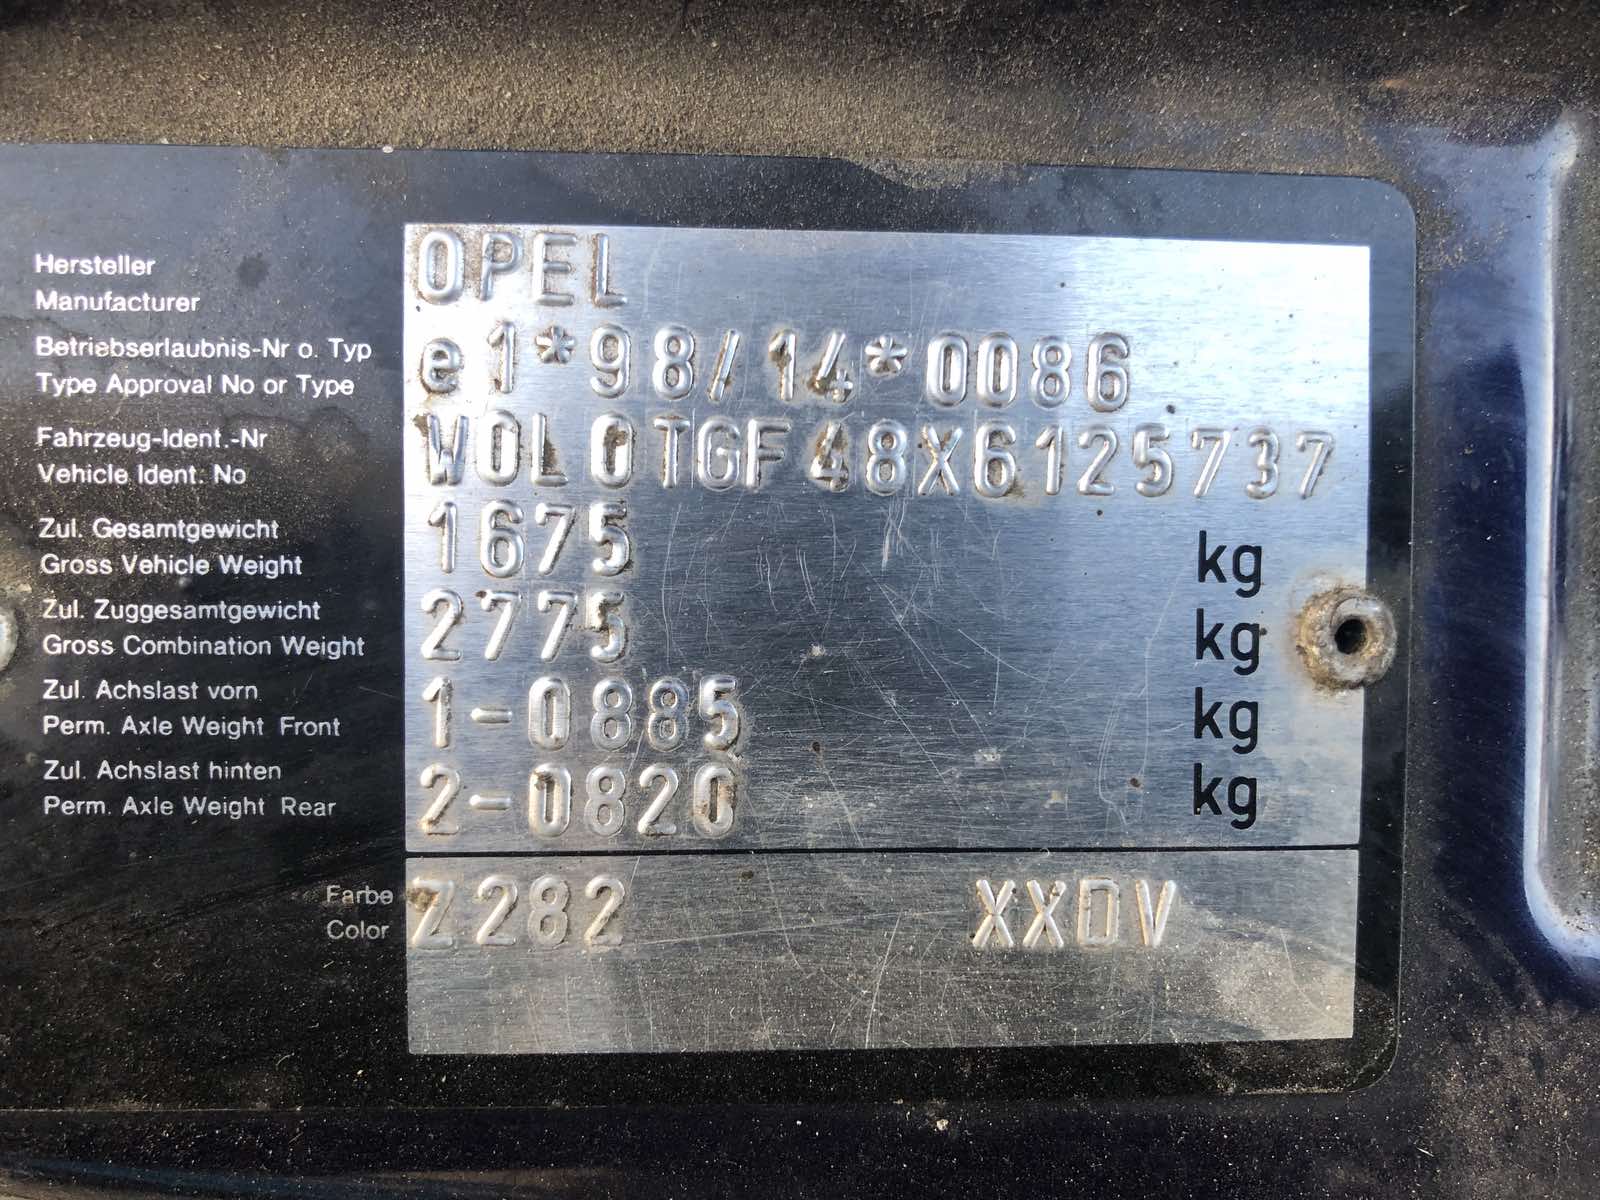 Hersteller
Manufacturer
OPEL
Betriebserlaubnis-Nr o. Typ
Type Approval No or Type
e1*98/14*0086
Fahrzeug-Ident.-Nr
Vehicle Ident. No
W0L0TGF48X6125737
Zul. Gesamtgewicht
Gross Vehicle Weight
1675 kg
Zul. Zuggesamtgewicht
Gross Combination Weight
2775 kg
Zul. Achslast vorn
Perm. Axle Weight Front
1-0885 kg
Zul. Achslast hinten
Perm. Axle Weight Rear
2-0820 kg
Farbe
Color
Z282 XXDV